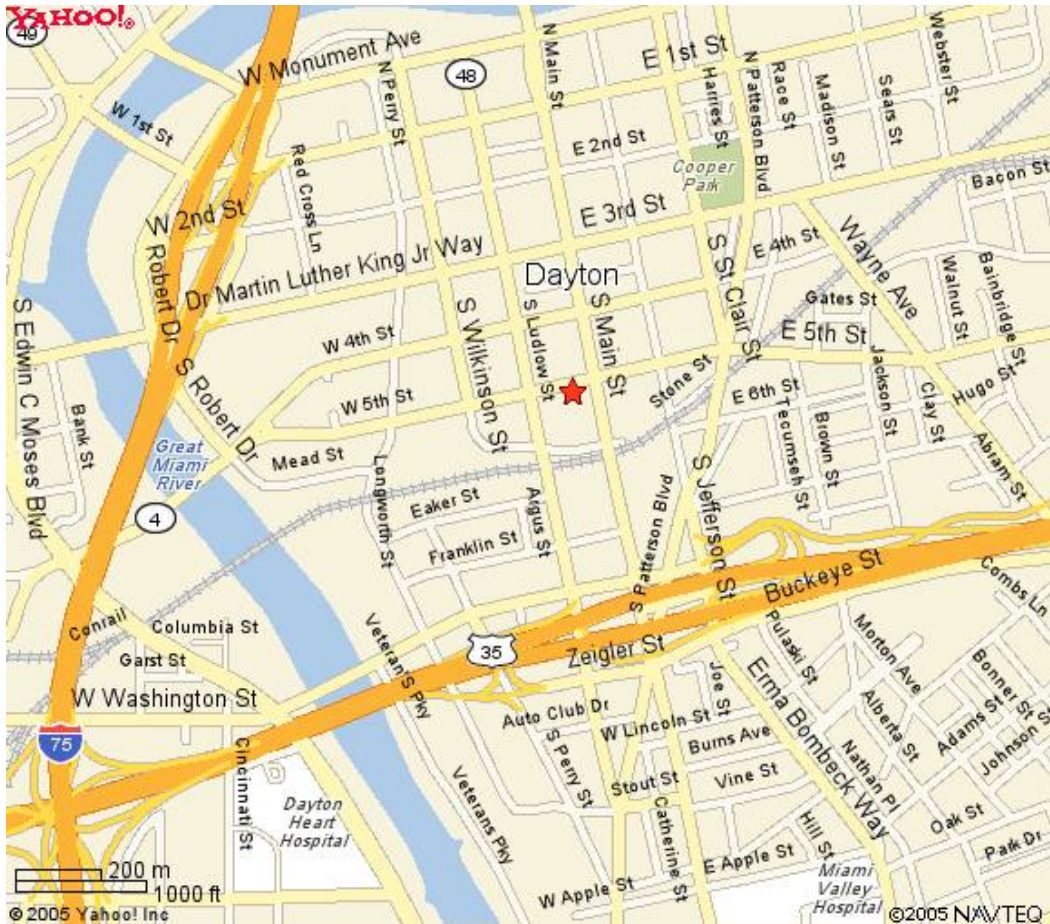 YAHOO!®
49
W Monument Ave
N Perry St
48
N Main St
E 1st St
Harries St
N Patterson Blvd
Race St
Madison St
Sears St
Webster St
W 1st St
Red Cross Ln
E 2nd St
Cooper
Park
Bacon St
W 2nd St
E 3rd St
Dr Martin Luther King Jr Way
Robert Dr
Dayton
E 4th St
Wayne Ave
S St Clair St
Walnut St
Bainbridge St
Gates St
S Edwin C Moses Blvd
S Robert Dr
W 4th St
S Wilkinson St
S Ludlow St
S Main St
E 5th St
Stone St
Jackson St
W 5th St
E 6th St
Clay St
Hugo St
Bank St
Great
Miami
River
Mead St
Longworth St
Tecumseh St
Brown St
Abram St
4
Eaker St
Argus St
Franklin St
S Patterson Blvd
S Jefferson St
Buckeye St
Combs Ln
Conrail
Columbia St
Garst St
Veteran'S Pky
35
Zeigler St
Pulaski St
Morton Ave
Bonner St
W Washington St
Auto Club Dr
Joe St
Erma Bombeck Way
Alberta St
Adams St
Johnson St
75
W Lincoln St
Burns Ave
Nathan Pl
Cincinnati St
S Perry St
Stout St
Vine St
Veterans Pky
Catherine St
Dayton
Heart
Hospital
Hill St
Oak St
Park Dr
E Apple St
W Apple St
Miami
Valley
Hospital
200 m
1000 ft
©2005 Yahoo! Inc
©2005 NAVTEQ